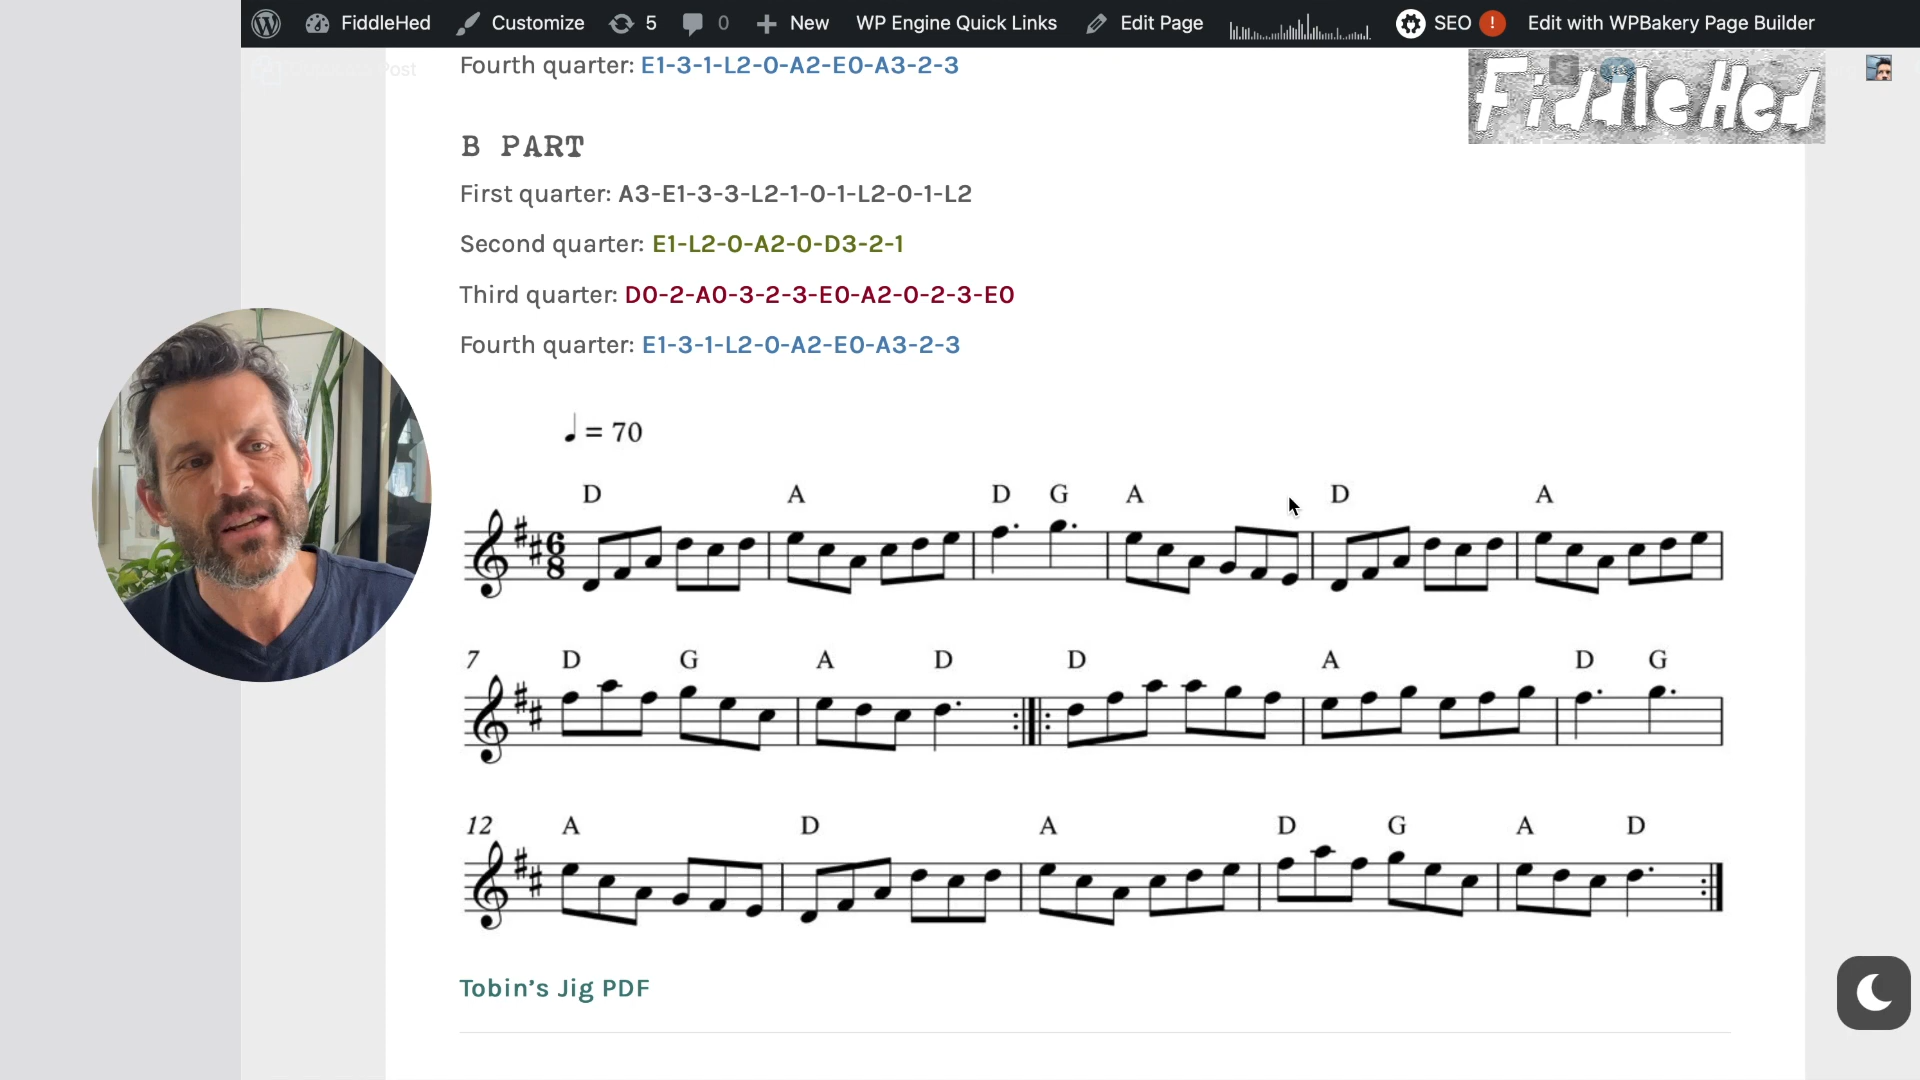 FiddleHed Customize 5 0 New WP Engine Quick Links Edit Page SEO ! Edit with WPBakery Page Builder
Fourth quarter: E1-3-1-L2-0-A2-E0-A3-2-3
FiddleHed
B PART
First quarter: A3-E1-3-3-L2-1-0-1-L2-0-1-L2
Second quarter: E1-L2-0-A2-0-D3-2-1
Third quarter: D0-2-A0-3-2-3-E0-A2-0-2-3-E0
Fourth quarter: E1-3-1-L2-0-A2-E0-A3-2-3
= 70
D A D G A D A
6
8
7 D G A D D A D G
12 A D A D G A D
Tobin's Jig PDF